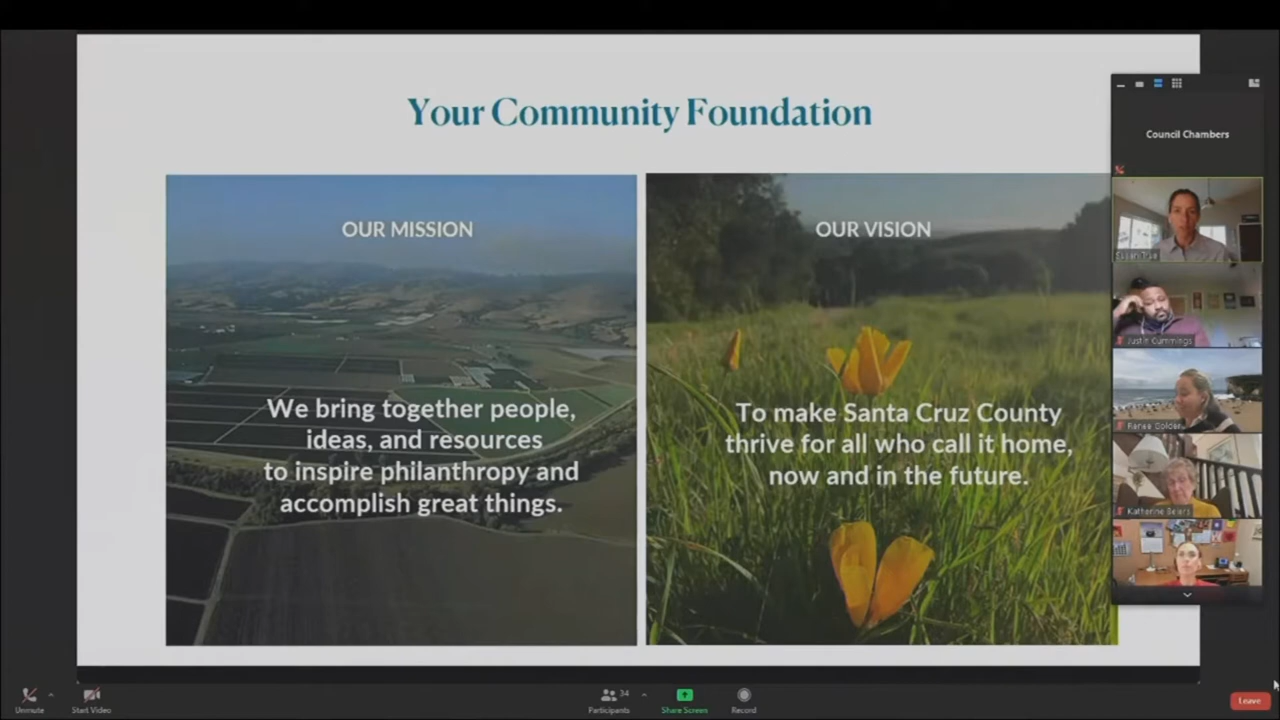 Your Community Foundation
OUR MISSION
We bring together people,
ideas, and resources
to inspire philanthropy and
accomplish great things.
OUR VISION
To make Santa Cruz County
thrive for all who call it home,
now and in the future.
Council Chambers
Susan True
Justin Cummings
Renee Golder
Katherine Beiers
Unmute
Start Video
Participants
34
Share Screen
Record
Leave